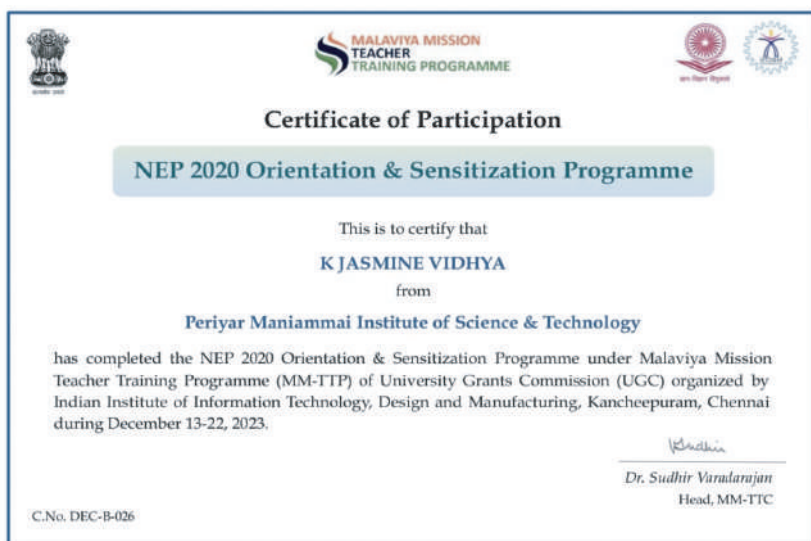 MALAVIYA MISSION
TEACHER
TRAINING PROGRAMME
Certificate of Participation
NEP 2020 Orientation & Sensitization Programme
This is to certify that
K JASMINE VIDHYA
from
Periyar Maniammai Institute of Science & Technology
has completed the NEP 2020 Orientation & Sensitization Programme under Malaviya Mission
Teacher Training Programme (MM-TTP) of University Grants Commission (UGC) organized by
Indian Institute of Information Technology, Design and Manufacturing, Kancheepuram, Chennai
during December 13-22, 2023.
Dr. Sudhir Varadarajan
Head, MM-TTC
C.No. DEC-B-026